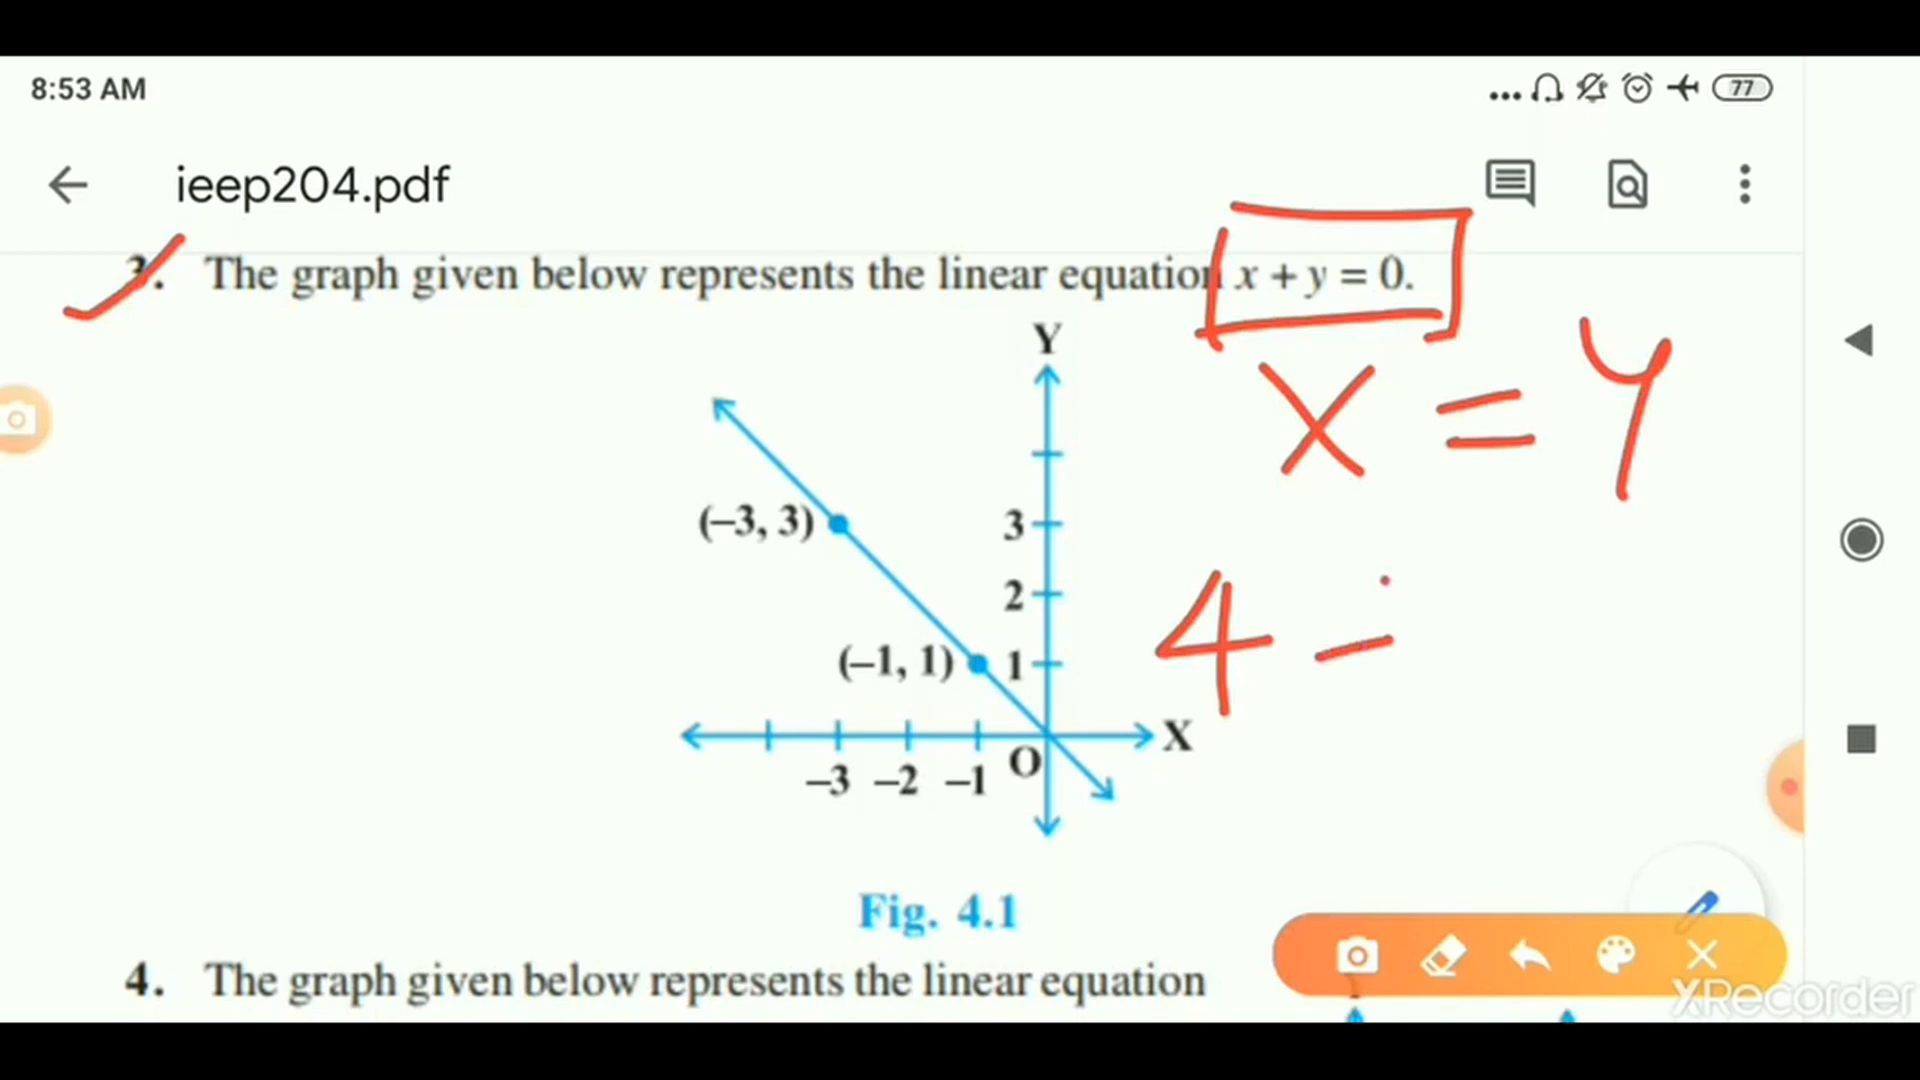 8:53 AM
77
ieep204.pdf
3. The graph given below represents the linear equation x + y = 0.
Y
x = y
(–3, 3)
3
2
4 –
(–1, 1)
1
X
O
–3 –2 –1
Fig. 4.1
4. The graph given below represents the linear equation
XRecorder